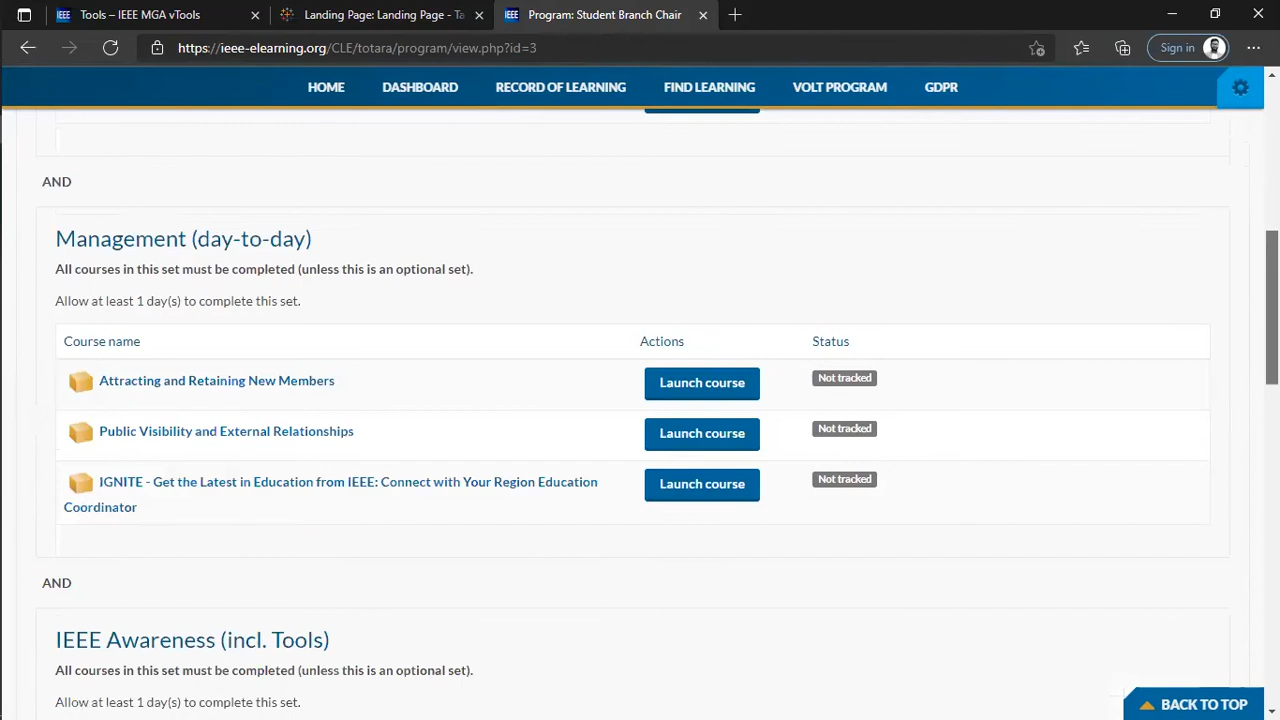 Tools – IEEE MGA vTools
Landing Page: Landing Page - Ta
Program: Student Branch Chair
https://ieee-elearning.org/CLE/totara/program/view.php?id=3
Sign in
HOME DASHBOARD RECORD OF LEARNING FIND LEARNING VOLT PROGRAM GDPR
AND
Management (day-to-day)
All courses in this set must be completed (unless this is an optional set).
Allow at least 1 day(s) to complete this set.
Course name Actions Status
Attracting and Retaining New Members Launch course Not tracked
Public Visibility and External Relationships Launch course Not tracked
IGNITE - Get the Latest in Education from IEEE: Connect with Your Region Education Launch course Not tracked
Coordinator
AND
IEEE Awareness (incl. Tools)
All courses in this set must be completed (unless this is an optional set).
Allow at least 1 day(s) to complete this set.
BACK TO TOP